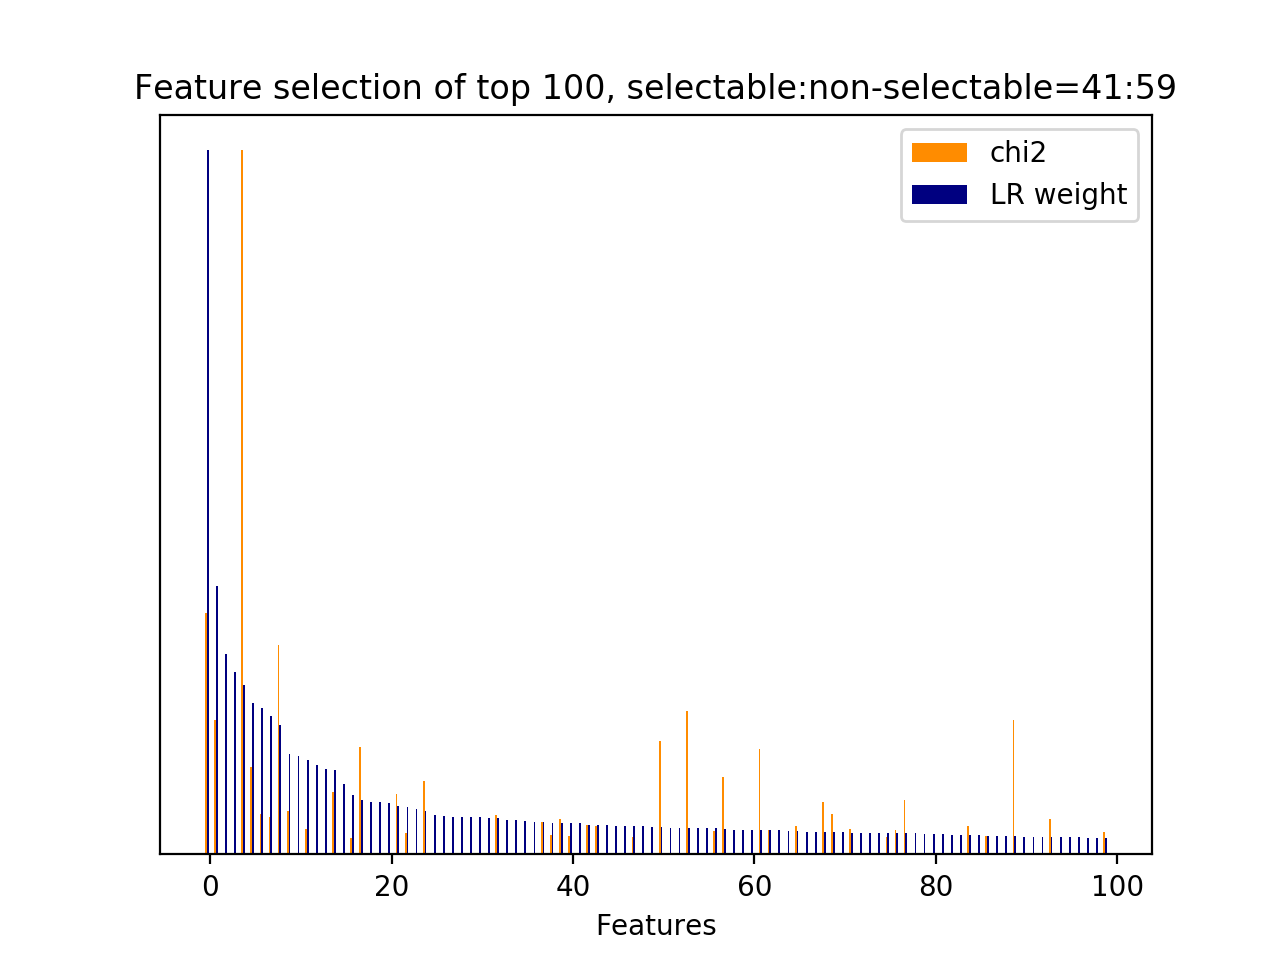 Feature selection of top 100, selectable:non-selectable=41:59
chi2
LR weight
0 20 40 60 80 100
Features